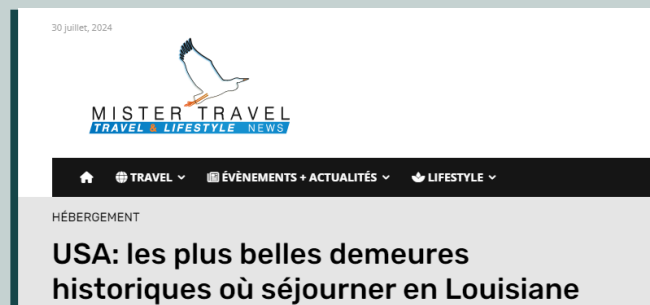 30 juillet, 2024
MISTER TRAVEL
TRAVEL & LIFESTYLE NEWS
TRAVEL ÉVÈNEMENTS + ACTUALITÉS LIFESTYLE
HÉBERGEMENT
USA: les plus belles demeures
historiques où séjourner en Louisiane